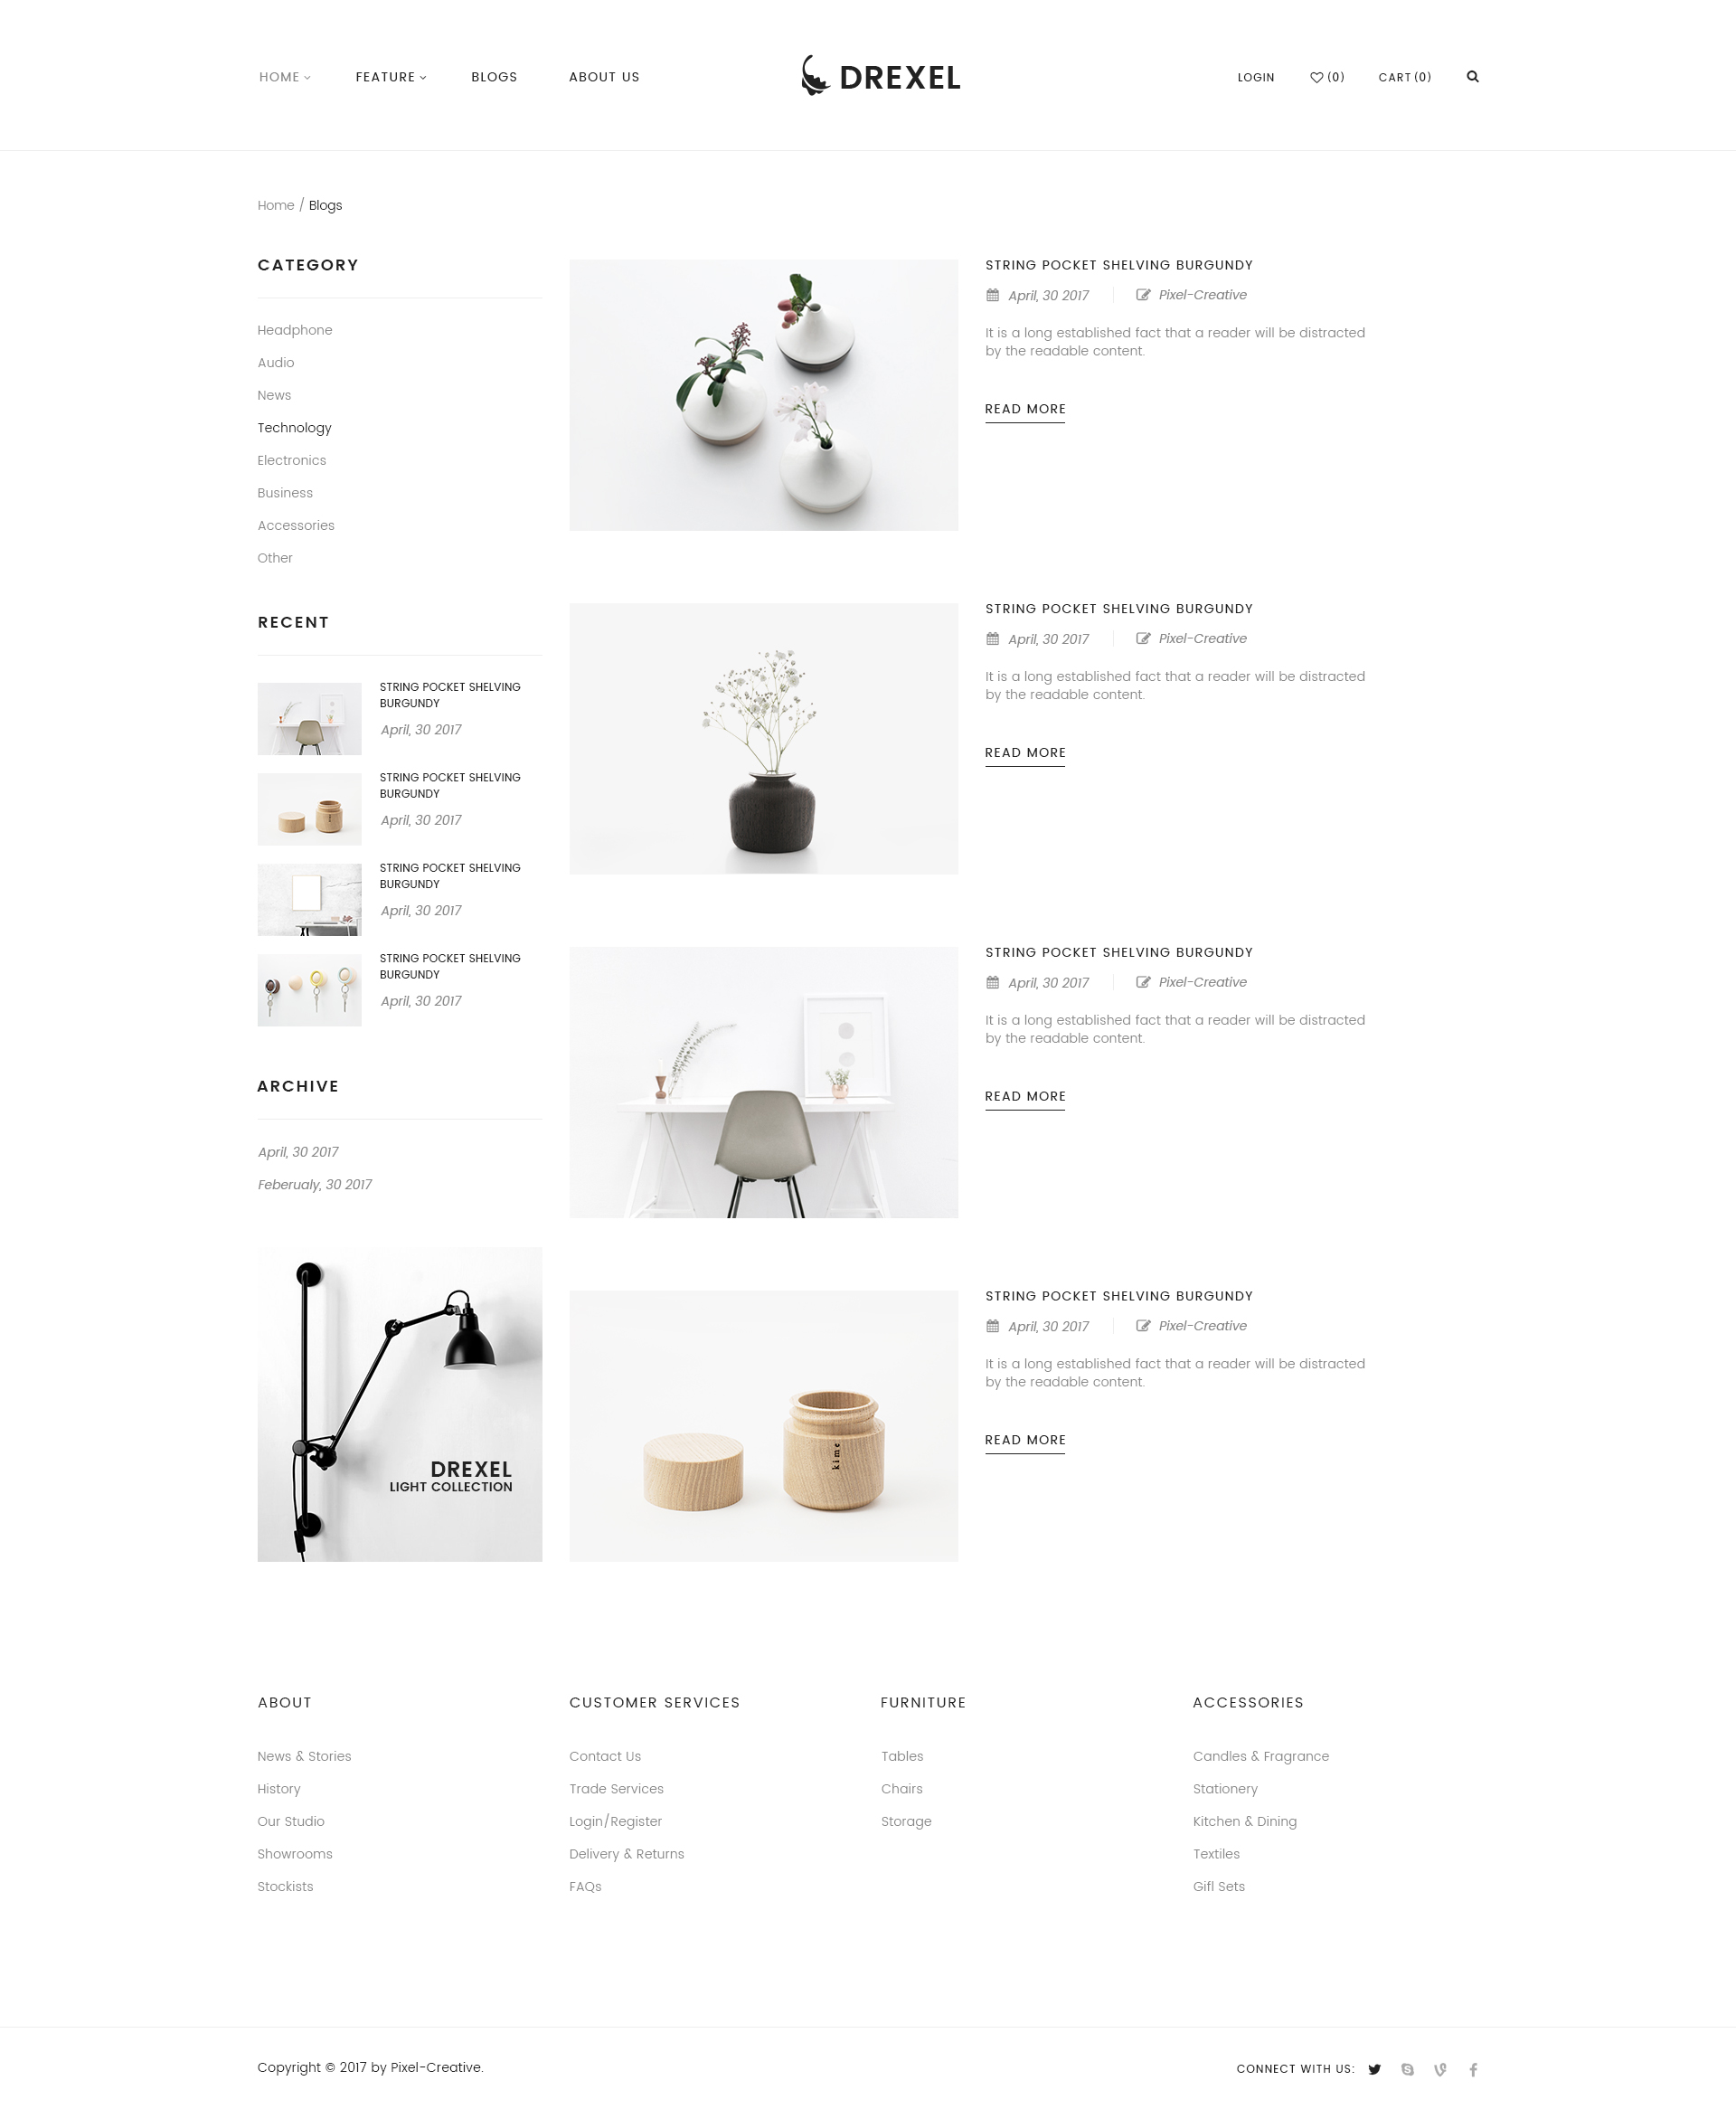 HOME
FEATURE
BLOGS
ABOUT US
DREXEL
LOGIN
(0)
CART (0)
Home / Blogs
CATEGORY
Headphone
Audio
News
Technology
Electronics
Business
Accessories
Other
RECENT
STRING POCKET SHELVING
BURGUNDY
April, 30 2017
STRING POCKET SHELVING
BURGUNDY
April, 30 2017
STRING POCKET SHELVING
BURGUNDY
April, 30 2017
STRING POCKET SHELVING
BURGUNDY
April, 30 2017
ARCHIVE
April, 30 2017
Feberualy, 30 2017
DREXEL
LIGHT COLLECTION
STRING POCKET SHELVING BURGUNDY
April, 30 2017
Pixel-Creative
It is a long established fact that a reader will be distracted
by the readable content.
READ MORE
STRING POCKET SHELVING BURGUNDY
April, 30 2017
Pixel-Creative
It is a long established fact that a reader will be distracted
by the readable content.
READ MORE
STRING POCKET SHELVING BURGUNDY
April, 30 2017
Pixel-Creative
It is a long established fact that a reader will be distracted
by the readable content.
READ MORE
kime
STRING POCKET SHELVING BURGUNDY
April, 30 2017
Pixel-Creative
It is a long established fact that a reader will be distracted
by the readable content.
READ MORE
ABOUT
News & Stories
History
Our Studio
Showrooms
Stockists
CUSTOMER SERVICES
Contact Us
Trade Services
Login/Register
Delivery & Returns
FAQs
FURNITURE
Tables
Chairs
Storage
ACCESSORIES
Candles & Fragrance
Stationery
Kitchen & Dining
Textiles
Gifl Sets
Copyright © 2017 by Pixel-Creative.
CONNECT WITH US: